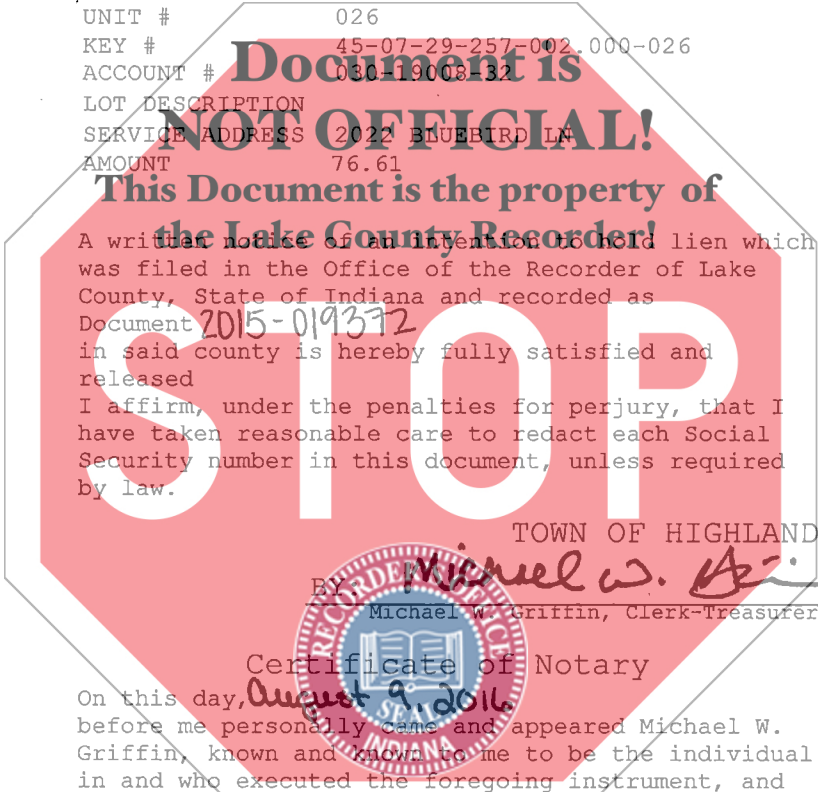 UNIT # 026
KEY # 45-07-29-257-002.000-026
Document is
ACCOUNT # 030-19008-32
LOT DESCRIPTION
NOT OFFICIAL!
SERVICE ADDRESS 2022 BLUEBIRD LN
AMOUNT 76.61
This Document is the property of
the Lake County Recorder!
A written notice of an intention to hold lien which
was filed in the Office of the Recorder of Lake
County, State of Indiana and recorded as
Document 2015-019372
in said county is hereby fully satisfied and
released
I affirm, under the penalties for perjury, that I
have taken reasonable care to redact each Social
Security number in this document, unless required
by law.
STOP
TOWN OF HIGHLAND
BY: Michael W.
Michael W. Griffin, Clerk-Treasurer
RECORDER'S OFFICE
Certificate of Notary
On this day, August 9, 2016
SEAL
before me personally came and appeared Michael W.
INDIANA
Griffin, known and known to me to be the individual
in and who executed the foregoing instrument, and